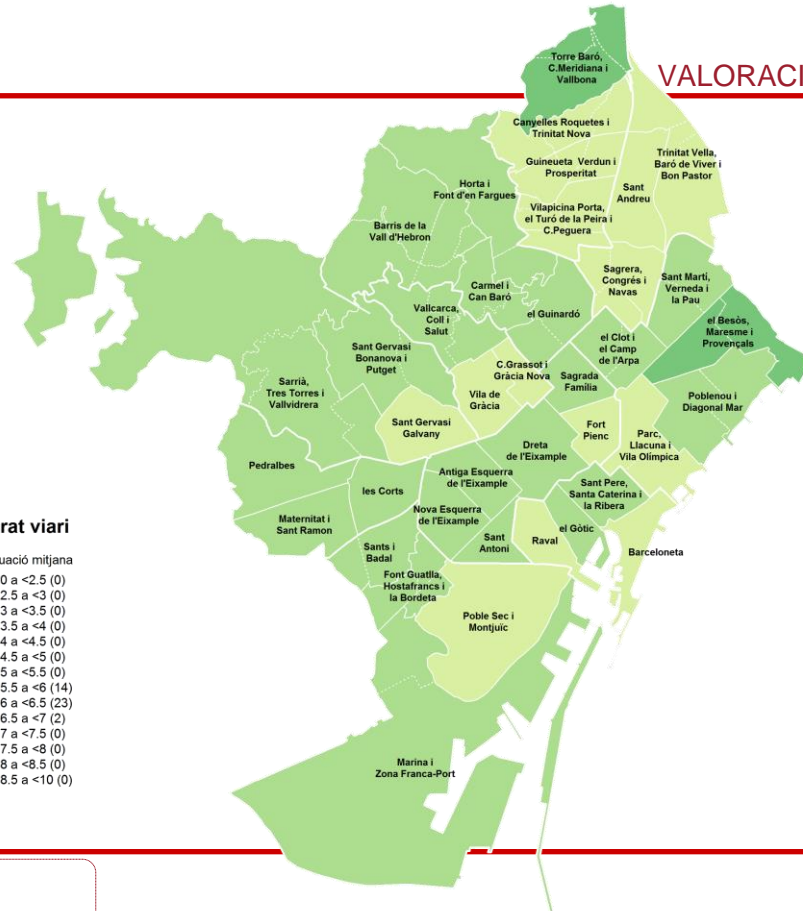 VALORACI
Torre Baró,
C.Meridiana i
Vallbona
Canyelles Roquetes i
Trinitat Nova
Guineueta Verdun i
Prosperitat
Trinitat Vella,
Baró de Viver i
Bon Pastor
Sant
Andreu
Horta i
Font d'en Fargues
Vilapicina Porta,
el Turó de la Peira i
C.Peguera
Barris de la
Vall d'Hebron
Sagrera,
Congrés i
Navas
Sant Martí,
Verneda i
la Pau
Carmel i
Can Baró
Vallcarca,
Coll i
Salut
el Guinardó
el Besòs,
Maresme i
Provençals
el Clot i
el Camp
de l'Arpa
Sant Gervasi
Bonanova i
Putget
C.Grassot i
Gràcia Nova
Sagrada
Família
Sarrià,
Tres Torres i
Vallvidrera
Vila de
Gràcia
Poblenou i
Diagonal Mar
Sant Gervasi
Galvany
Fort
Pienc
Parc,
Llacuna i
Vila Olímpica
Dreta
de l'Eixample
Pedralbes
Antiga Esquerra
de l'Eixample
les Corts
Sant Pere,
Santa Caterina i
la Ribera
Maternitat i
Sant Ramon
Nova Esquerra
de l'Eixample
el Gòtic
Sant
Antoni
Raval
Barceloneta
Sants i
Badal
Font Guatlla,
Hostafrancs i
la Bordeta
Poble Sec i
Montjuïc
Marina i
Zona Franca-Port
rat viari
uació mitjana
0 a <2.5 (0)
2.5 a <3 (0)
3 a <3.5 (0)
3.5 a <4 (0)
4 a <4.5 (0)
4.5 a <5 (0)
5 a <5.5 (0)
5.5 a <6 (14)
6 a <6.5 (23)
6.5 a <7 (2)
7 a <7.5 (0)
7.5 a <8 (0)
8 a <8.5 (0)
8.5 a <10 (0)